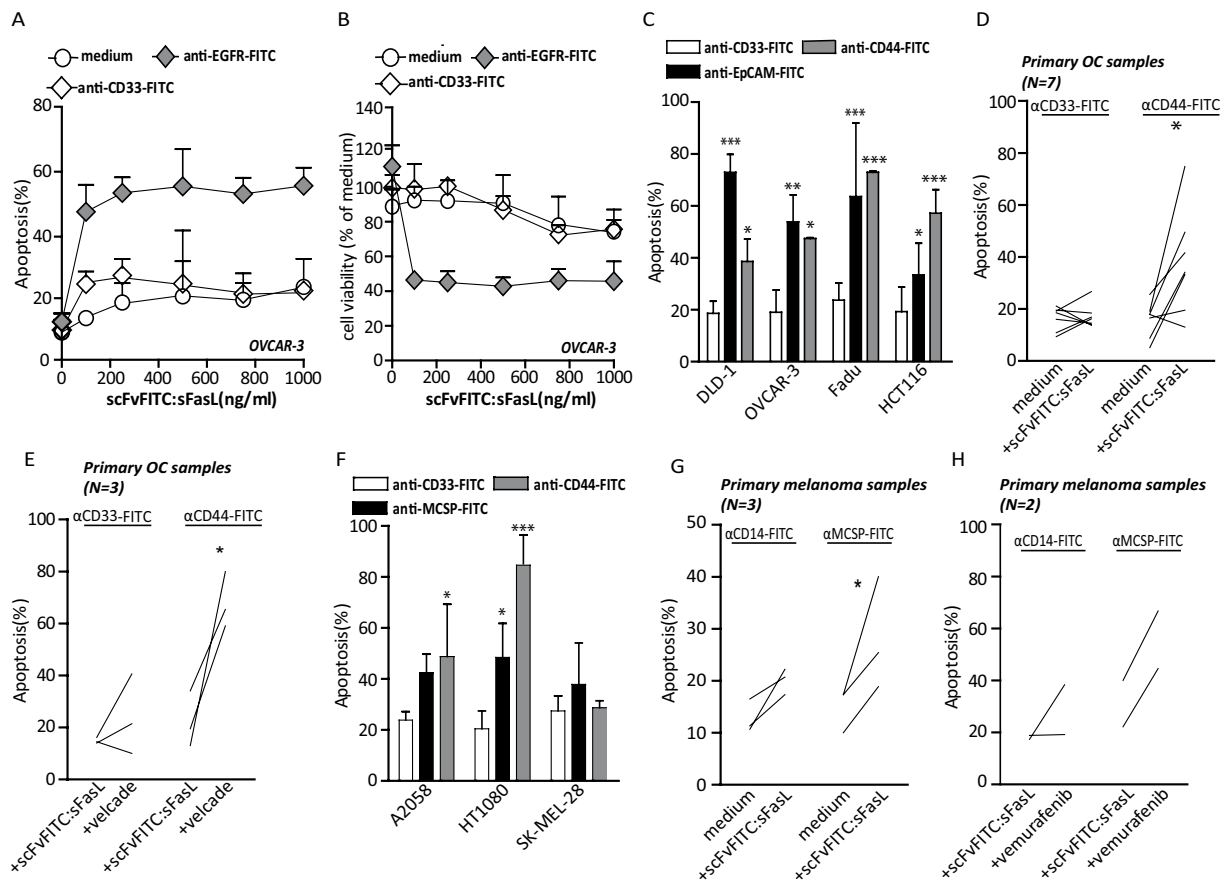 A
medium
anti-EGFR-FITC
anti-CD33-FITC
80
60
40
20
0
Apoptosis(%)
OVCAR-3
0 200 400 600 800 1000
scFvFITC:sFasL(ng/ml)
B
medium
anti-EGFR-FITC
anti-CD33-FITC
140
120
100
80
60
40
20
0
cell viability (% of medium)
OVCAR-3
0 200 400 600 800 1000
scFvFITC:sFasL(ng/ml)
C
anti-CD33-FITC
anti-CD44-FITC
anti-EpCAM-FITC
100
80
60
40
20
0
Apoptosis(%)
*** * ** * *** *** * ***
DLD-1
OVCAR-3
Fadu
HCT116
D
Primary OC samples
(N=7)
αCD33-FITC
αCD44-FITC
*
100
80
60
40
20
0
Apoptosis(%)
medium
+scFvFITC:sFasL
medium
+scFvFITC:sFasL
E
Primary OC samples
(N=3)
αCD33-FITC
αCD44-FITC
*
100
80
60
40
20
0
Apoptosis(%)
+scFvFITC:sFasL
+velcade
+scFvFITC:sFasL
+velcade
F
anti-CD33-FITC
anti-CD44-FITC
anti-MCSP-FITC
100
80
60
40
20
0
Apoptosis(%)
* * ***
A2058
HT1080
SK-MEL-28
G
Primary melanoma samples
(N=3)
αCD14-FITC
αMCSP-FITC
*
50
40
30
20
10
0
Apoptosis(%)
medium
+scFvFITC:sFasL
medium
+scFvFITC:sFasL
H
Primary melanoma samples
(N=2)
αCD14-FITC
αMCSP-FITC
100
80
60
40
20
0
Apoptosis(%)
+scFvFITC:sFasL
+vemurafenib
+scFvFITC:sFasL
+vemurafenib